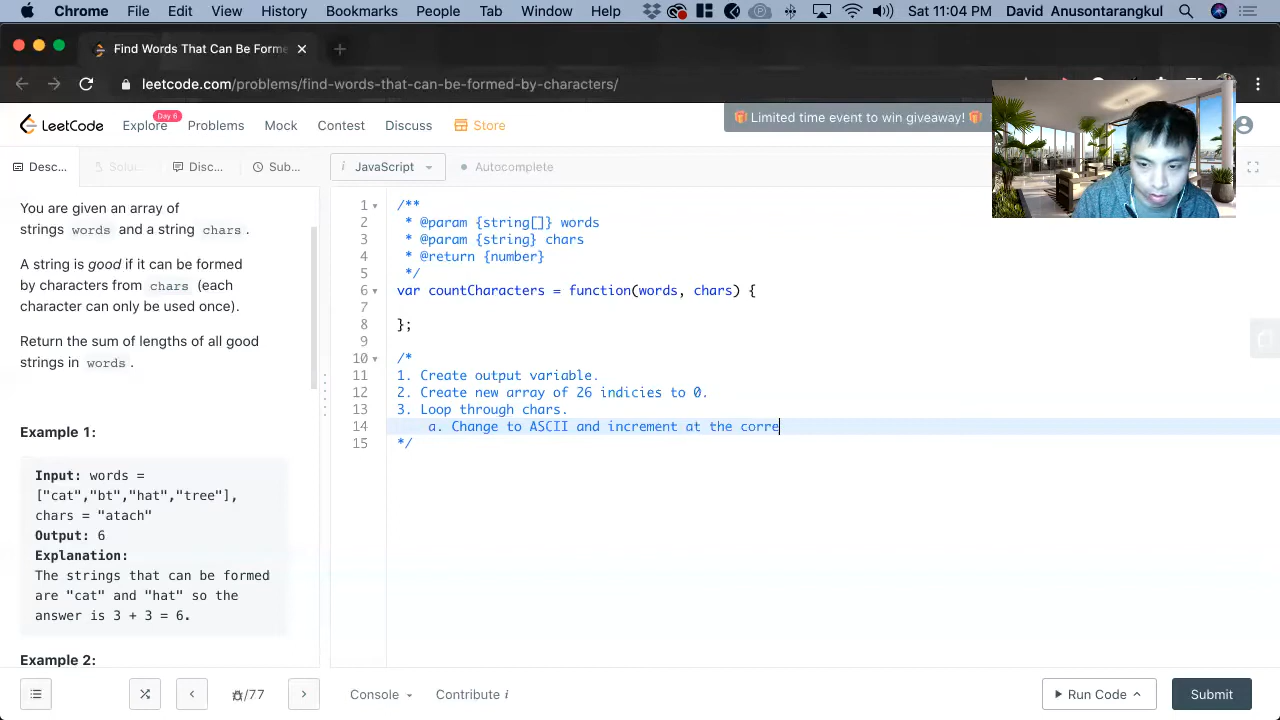 Chrome File Edit View History Bookmarks People Tab Window Help Sat 11:04 PM David Anusontarangkul
Find Words That Can Be Forme
leetcode.com/problems/find-words-that-can-be-formed-by-characters/
LeetCode Explore Day 6 Problems Mock Contest Discuss Store Limited time event to win giveaway!
Desc... Solu... Disc... Sub... i JavaScript Autocomplete
You are given an array of
strings words and a string chars.
A string is good if it can be formed
by characters from chars (each
character can only be used once).
Return the sum of lengths of all good
strings in words.
Example 1:
Input: words =
["cat","bt","hat","tree"],
chars = "atach"
Output: 6
Explanation:
The strings that can be formed
are "cat" and "hat" so the
answer is 3 + 3 = 6.
Example 2:
1 /**
2 * @param {string[]} words
3 * @param {string} chars
4 * @return {number}
5 */
6 var countCharacters = function(words, chars) {
7
8 };
9
10 /*
11 1. Create output variable.
12 2. Create new array of 26 indicies to 0.
13 3. Loop through chars.
14 a. Change to ASCII and increment at the corre
15 */
/77 Console Contribute i Run Code Submit